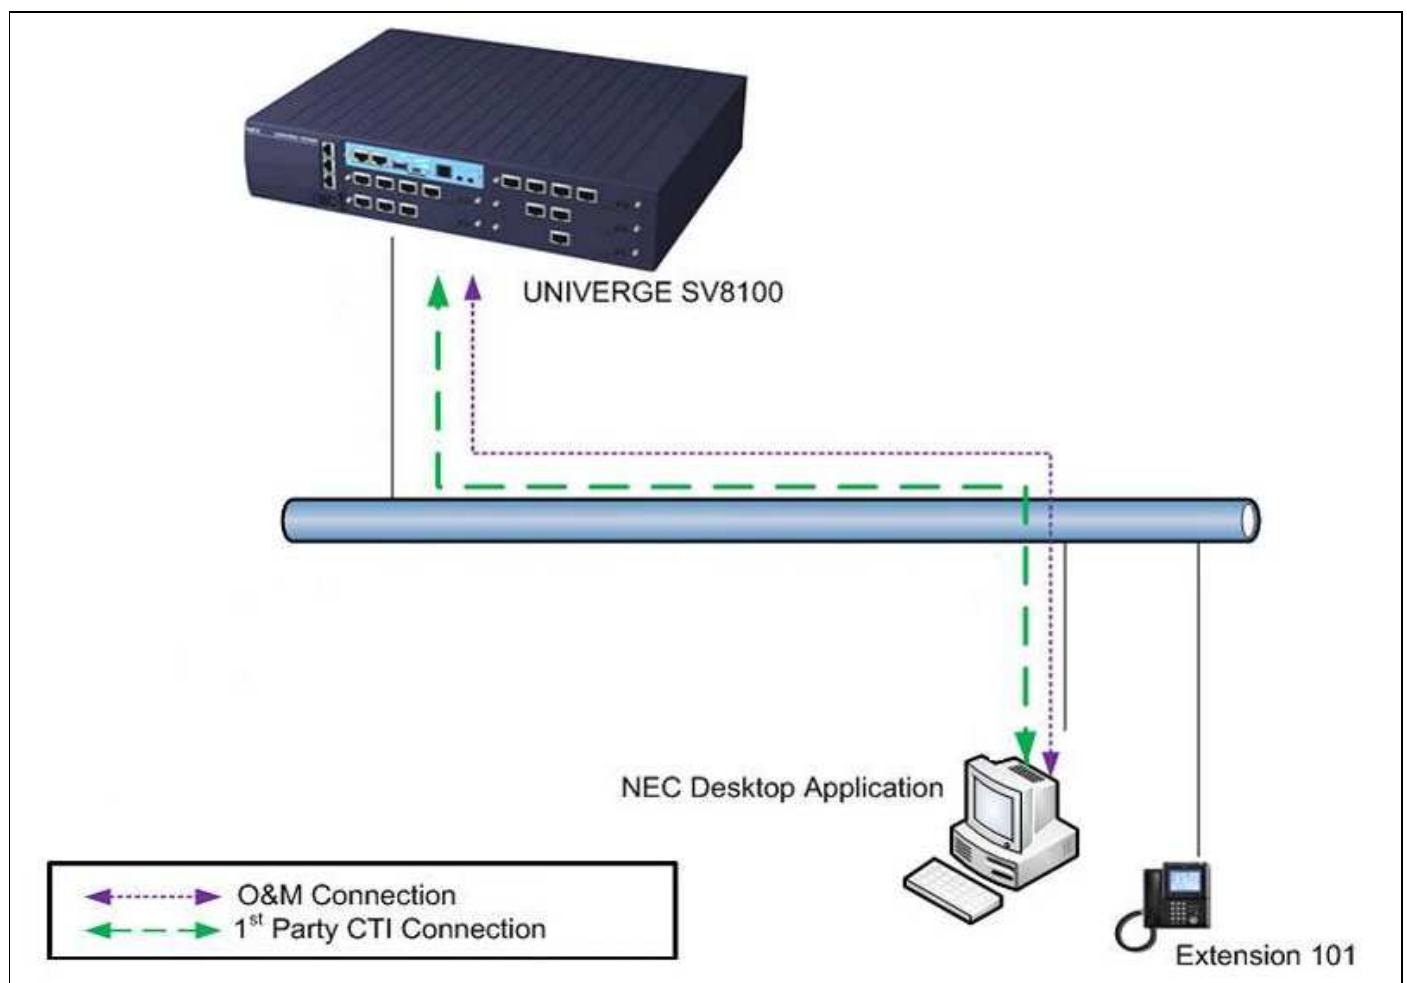 UNIVERGE SV8100
NEC Desktop Application
O&M Connection
1st Party CTI Connection
Extension 101